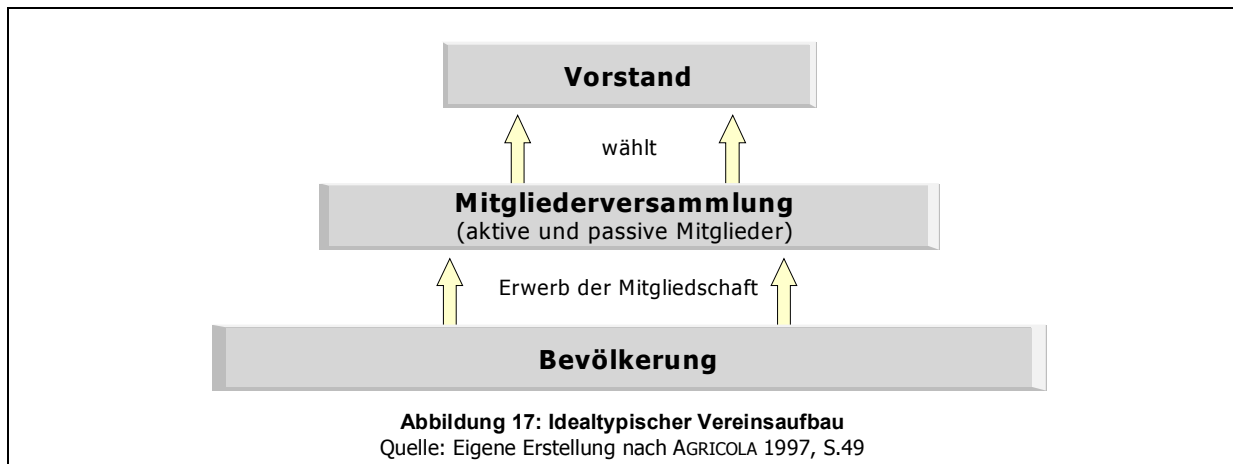 Vorstand
wählt
Mitgliederversammlung
(aktive und passive Mitglieder)
Erwerb der Mitgliedschaft
Bevölkerung
Abbildung 17: Idealtypischer Vereinsaufbau
Quelle: Eigene Erstellung nach AGRICOLA 1997, S.49